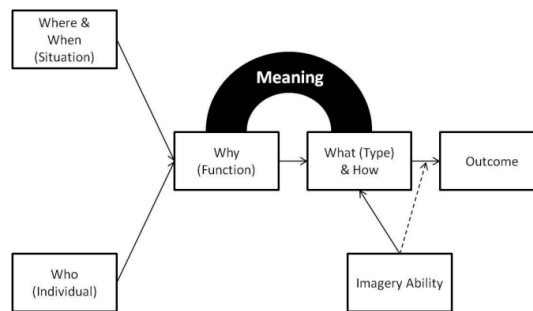 Where &
When
(Situation)
Meaning
Why
(Function)
What (Type)
& How
Outcome
Who
(Individual)
Imagery Ability